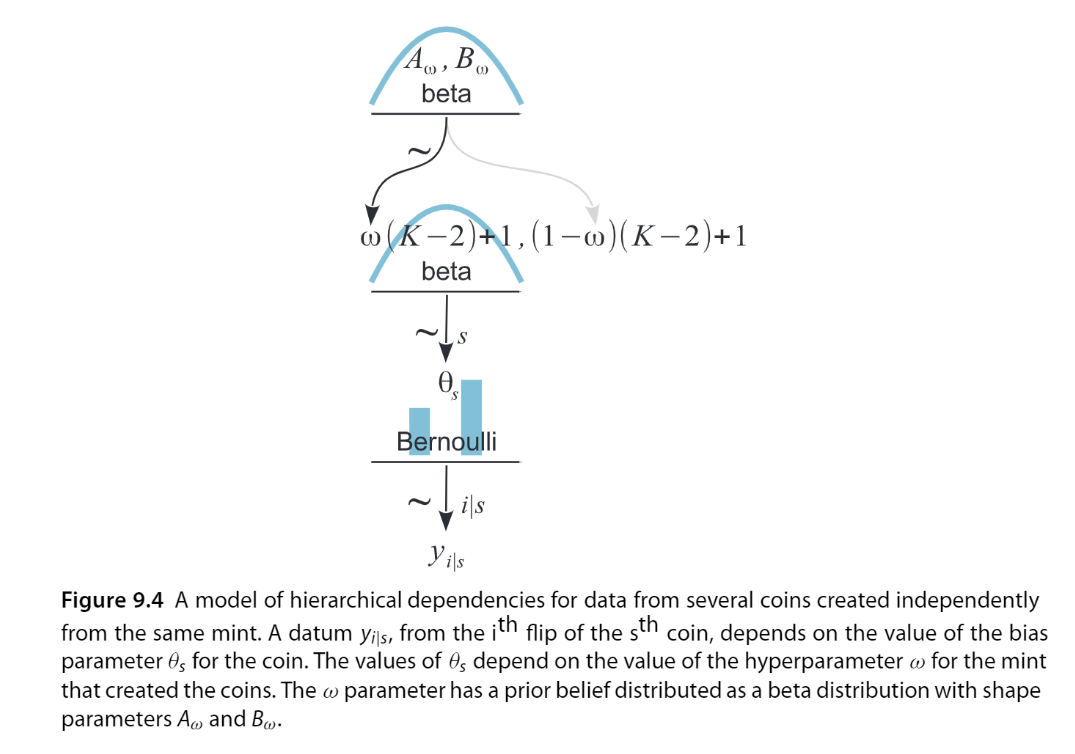 A_ω, B_ω
beta
~
ω(K−2)+1, (1−ω)(K−2)+1
beta
~ s
θ_s
Bernoulli
~ i|s
y_i|s
Figure 9.4 A model of hierarchical dependencies for data from several coins created independently
from the same mint. A datum y_i|s, from the ith flip of the sth coin, depends on the value of the bias
parameter θ_s for the coin. The values of θ_s depend on the value of the hyperparameter ω for the mint
that created the coins. The ω parameter has a prior belief distributed as a beta distribution with shape
parameters A_ω and B_ω.